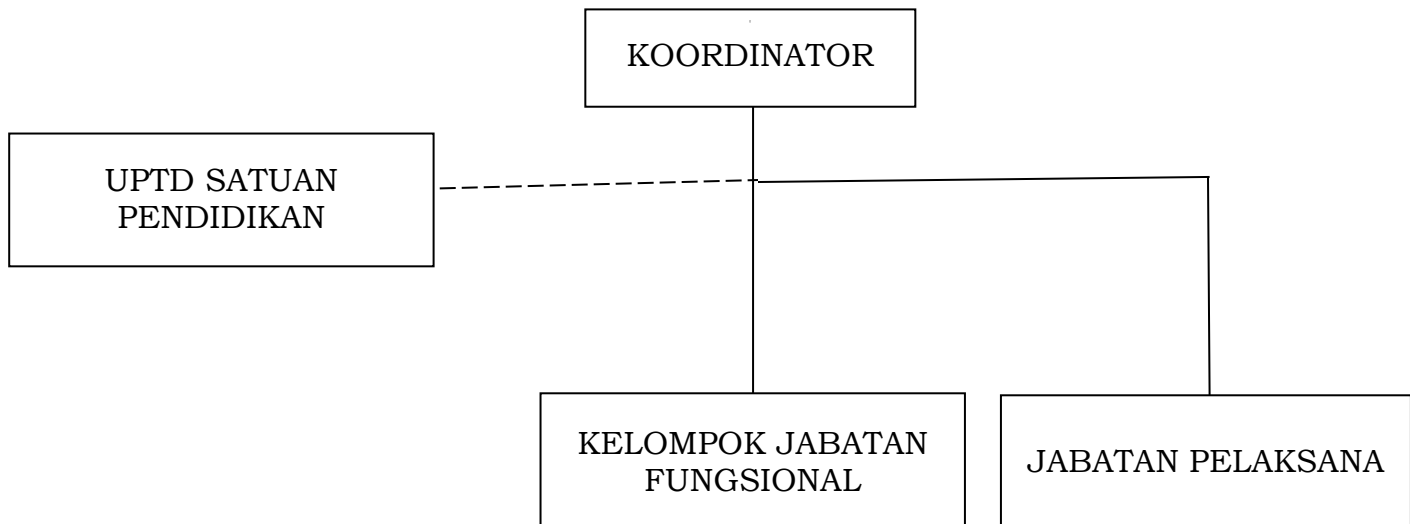 KOORDINATOR
UPTD SATUAN
PENDIDIKAN
KELOMPOK JABATAN
FUNGSIONAL
JABATAN PELAKSANA